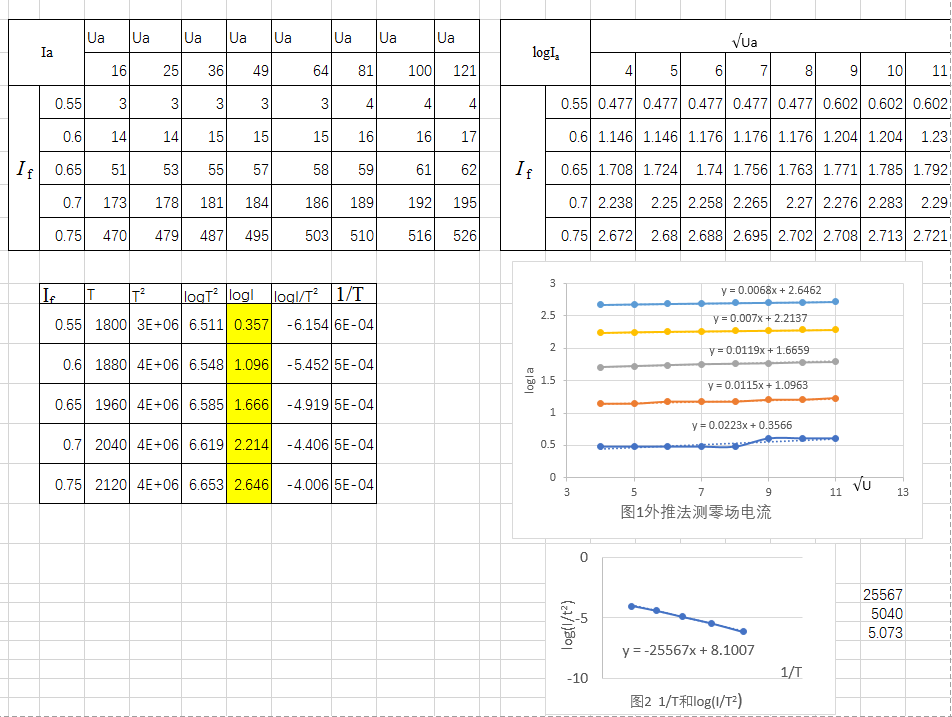 Ia Ua Ua Ua Ua Ua Ua Ua Ua
16 25 36 49 64 81 100 121
If 0.55 3 3 3 3 3 4 4 4
0.6 14 14 15 15 15 16 16 17
0.65 51 53 55 57 58 59 61 62
0.7 173 178 181 184 186 189 192 195
0.75 470 479 487 495 503 510 516 526
logIa √Ua
4 5 6 7 8 9 10 11
If 0.55 0.477 0.477 0.477 0.477 0.477 0.602 0.602 0.602
0.6 1.146 1.146 1.176 1.176 1.176 1.204 1.204 1.23
0.65 1.708 1.724 1.74 1.756 1.763 1.771 1.785 1.792
0.7 2.238 2.25 2.258 2.265 2.27 2.276 2.283 2.29
0.75 2.672 2.68 2.688 2.695 2.702 2.708 2.713 2.721
If T T² logT² logI logI/T² 1/T
0.55 1800 3E+06 6.511 0.357 -6.154 6E-04
0.6 1880 4E+06 6.548 1.096 -5.452 5E-04
0.65 1960 4E+06 6.585 1.666 -4.919 5E-04
0.7 2040 4E+06 6.619 2.214 -4.406 5E-04
0.75 2120 4E+06 6.653 2.646 -4.006 5E-04
3
2.5
2
1.5
1
0.5
0
logIa
y = 0.0068x + 2.6462
y = 0.007x + 2.2137
y = 0.0119x + 1.6659
y = 0.0115x + 1.0963
y = 0.0223x + 0.3566
3 5 7 9 11 13
√U
图1外推法测零场电流
0
-5
-10
log(I/t²)
y = -25567x + 8.1007
1/T
图2 1/T和log(I/T²)
25567
5040
5.073